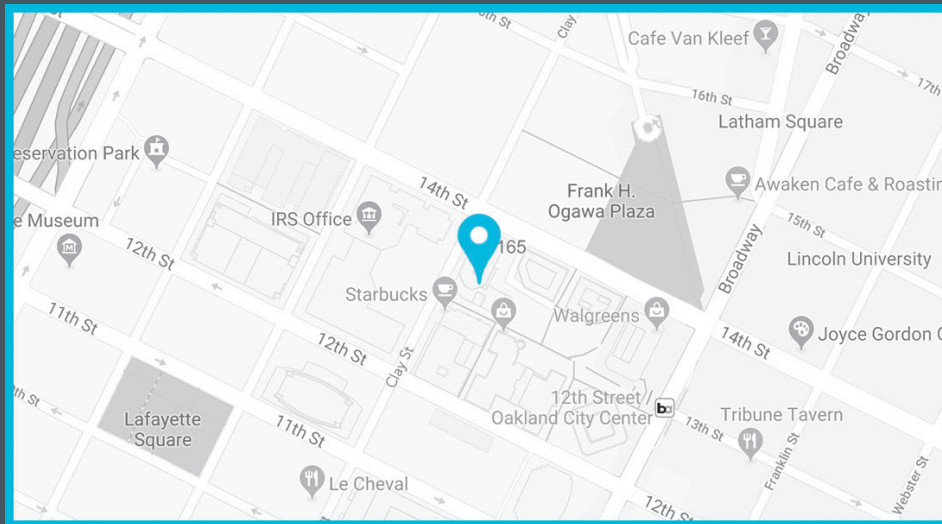 10th St
Clay
Cafe Van Kleef
Broadway
17th
16th St
Latham Square
eservation Park
14th St
Frank H.
Ogawa Plaza
Awaken Cafe & Roastin
e Museum
IRS Office
15th St
12th St
165
Lincoln University
Broadway
11th St
Starbucks
Walgreens
12th St
14th St
Joyce Gordon G
Clay St
12th Street /
Oakland City Center
Lafayette
Square
11th St
13th St
Tribune Tavern
Franklin St
Webster St
Le Cheval
12th St